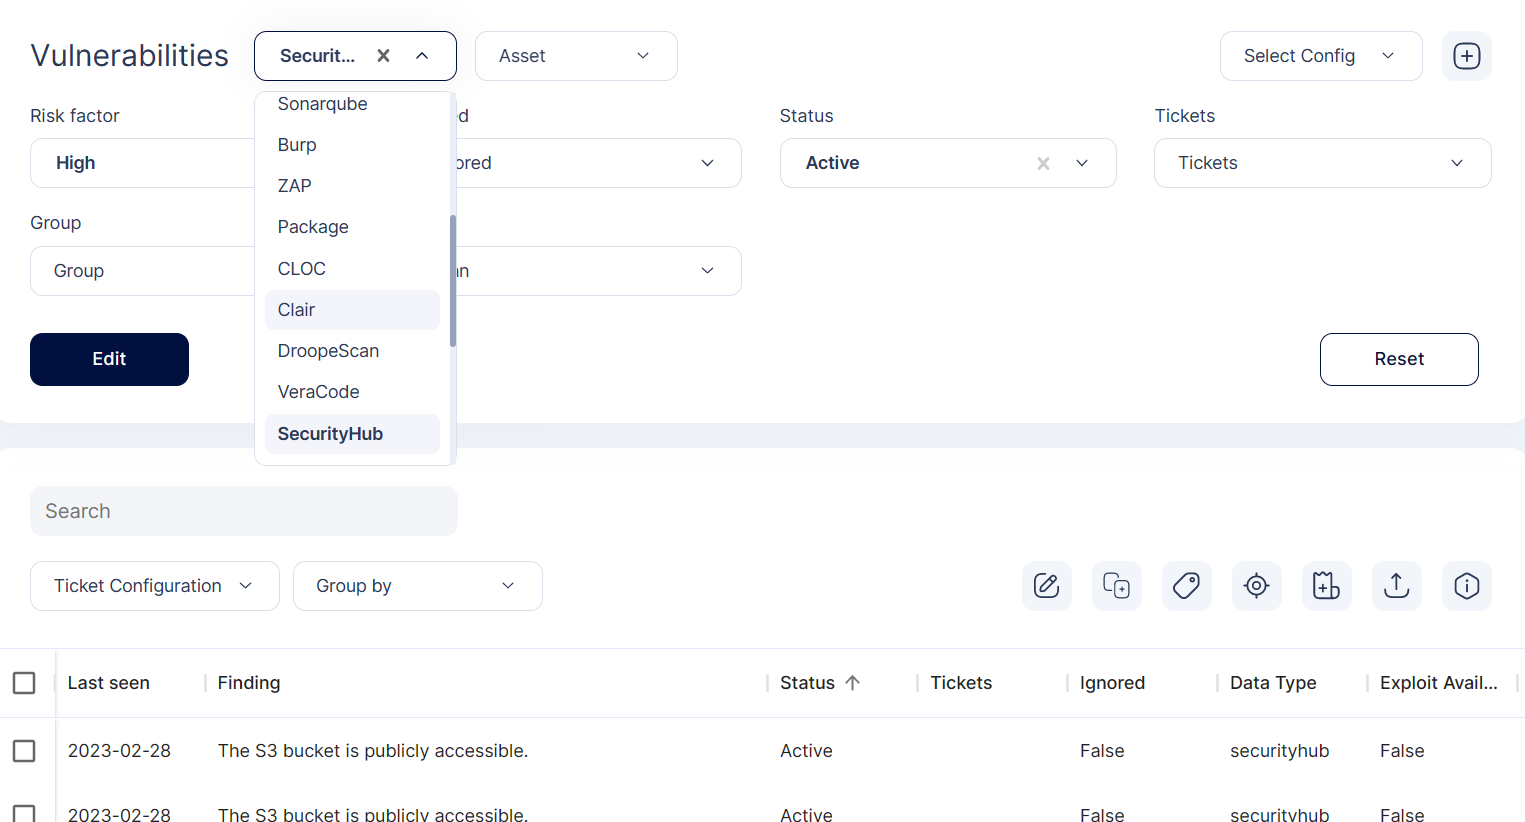 Vulnerabilities
Securit...
Asset
Select Config
Sonarqube
Burp
ZAP
Package
CLOC
Clair
DroopeScan
VeraCode
SecurityHub
Risk factor
d
Status
Tickets
High
ored
Active
Tickets
Group
Group
n
Edit
Reset
Search
Ticket Configuration
Group by
Last seen Finding Status Tickets Ignored Data Type Exploit Avail...
2023-02-28 The S3 bucket is publicly accessible. Active False securityhub False
2023-02-28 The S3 bucket is publicly accessible. Active False securityhub False